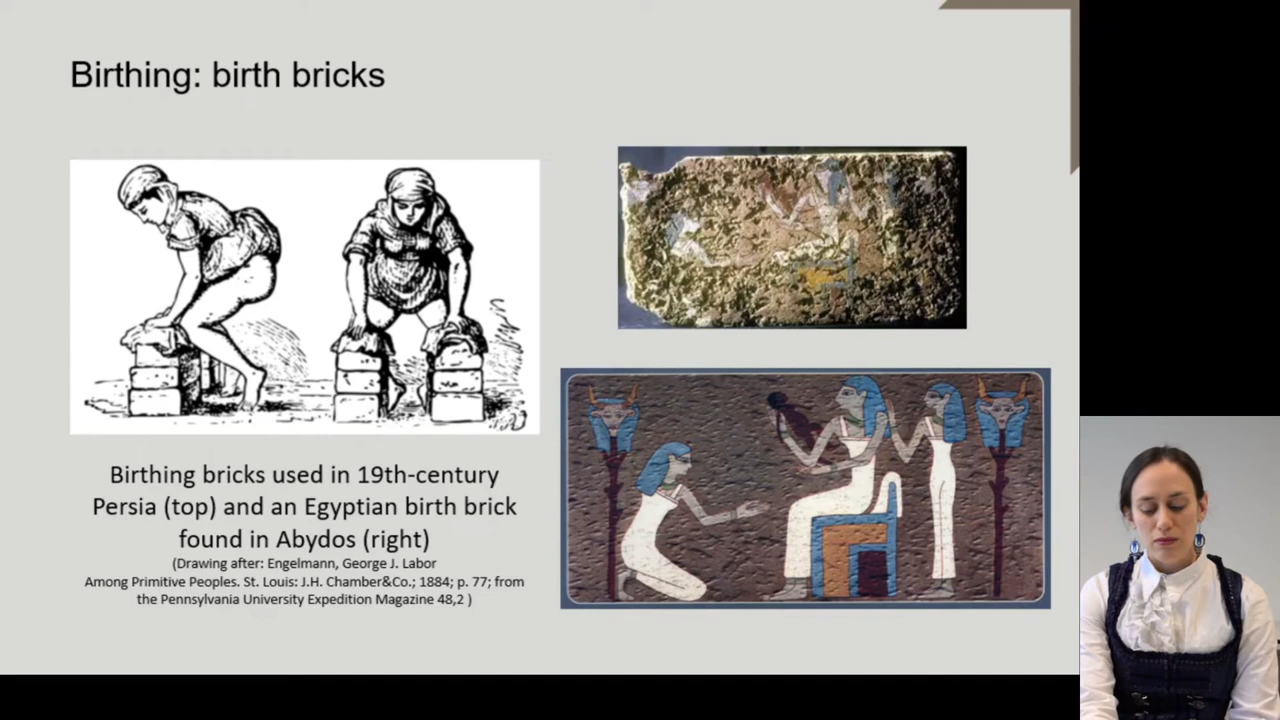 Birthing: birth bricks
Birthing bricks used in 19th-century
Persia (top) and an Egyptian birth brick
found in Abydos (right)
(Drawing after: Engelmann, George J. Labor
Among Primitive Peoples. St. Louis: J.H. Chamber&Co.; 1884; p. 77; from
the Pennsylvania University Expedition Magazine 48,2 )